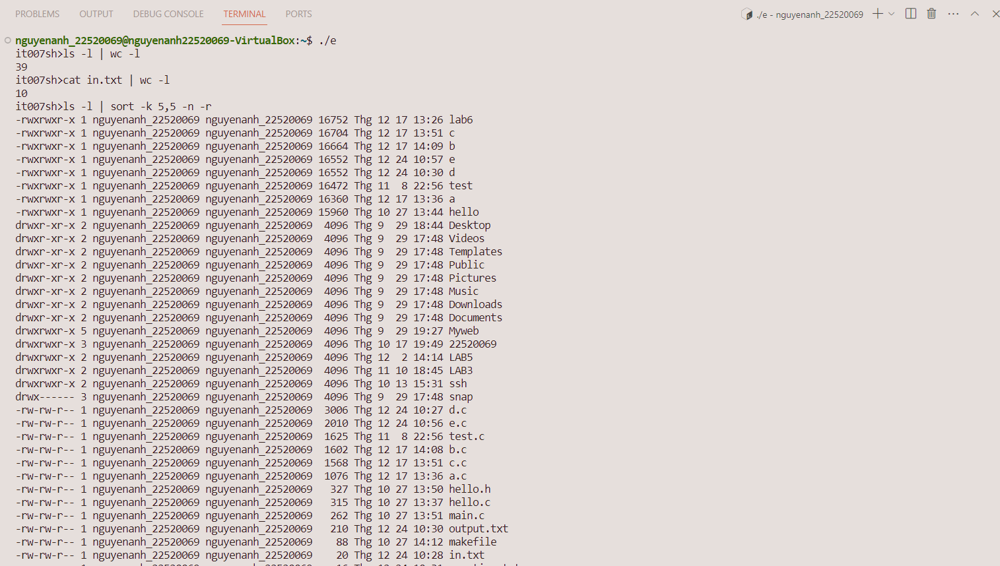 PROBLEMS OUTPUT DEBUG CONSOLE TERMINAL PORTS ./e - nguyenanh_22520069
nguyenanh_22520069@nguyenanh22520069-VirtualBox:~$ ./e
it007sh>ls -l | wc -l
39
it007sh>cat in.txt | wc -l
10
it007sh>ls -l | sort -k 5,5 -n -r
-rwxrwxr-x 1 nguyenanh_22520069 nguyenanh_22520069 16752 Thg 12 17 13:26 lab6
-rwxrwxr-x 1 nguyenanh_22520069 nguyenanh_22520069 16704 Thg 12 17 13:51 c
-rwxrwxr-x 1 nguyenanh_22520069 nguyenanh_22520069 16664 Thg 12 17 14:09 b
-rwxrwxr-x 1 nguyenanh_22520069 nguyenanh_22520069 16552 Thg 12 24 10:57 e
-rwxrwxr-x 1 nguyenanh_22520069 nguyenanh_22520069 16552 Thg 12 24 10:30 d
-rwxrwxr-x 1 nguyenanh_22520069 nguyenanh_22520069 16472 Thg 11  8 22:56 test
-rwxrwxr-x 1 nguyenanh_22520069 nguyenanh_22520069 16360 Thg 12 17 13:36 a
-rwxrwxr-x 1 nguyenanh_22520069 nguyenanh_22520069 15960 Thg 10 27 13:44 hello
drwxr-xr-x 2 nguyenanh_22520069 nguyenanh_22520069  4096 Thg 9  29 18:44 Desktop
drwxr-xr-x 2 nguyenanh_22520069 nguyenanh_22520069  4096 Thg 9  29 17:48 Videos
drwxr-xr-x 2 nguyenanh_22520069 nguyenanh_22520069  4096 Thg 9  29 17:48 Templates
drwxr-xr-x 2 nguyenanh_22520069 nguyenanh_22520069  4096 Thg 9  29 17:48 Public
drwxr-xr-x 2 nguyenanh_22520069 nguyenanh_22520069  4096 Thg 9  29 17:48 Pictures
drwxr-xr-x 2 nguyenanh_22520069 nguyenanh_22520069  4096 Thg 9  29 17:48 Music
drwxr-xr-x 2 nguyenanh_22520069 nguyenanh_22520069  4096 Thg 9  29 17:48 Downloads
drwxr-xr-x 2 nguyenanh_22520069 nguyenanh_22520069  4096 Thg 9  29 17:48 Documents
drwxrwxr-x 5 nguyenanh_22520069 nguyenanh_22520069  4096 Thg 9  29 19:27 Myweb
drwxrwxr-x 3 nguyenanh_22520069 nguyenanh_22520069  4096 Thg 10 17 19:49 22520069
drwxrwxr-x 2 nguyenanh_22520069 nguyenanh_22520069  4096 Thg 12  2 14:14 LAB5
drwxrwxr-x 2 nguyenanh_22520069 nguyenanh_22520069  4096 Thg 11 10 18:45 LAB3
drwxrwxr-x 2 nguyenanh_22520069 nguyenanh_22520069  4096 Thg 10 13 15:31 ssh
drwx------ 3 nguyenanh_22520069 nguyenanh_22520069  4096 Thg 9  29 17:48 snap
-rw-rw-r-- 1 nguyenanh_22520069 nguyenanh_22520069  3006 Thg 12 24 10:27 d.c
-rw-rw-r-- 1 nguyenanh_22520069 nguyenanh_22520069  2010 Thg 12 24 10:56 e.c
-rw-rw-r-- 1 nguyenanh_22520069 nguyenanh_22520069  1625 Thg 11  8 22:56 test.c
-rw-rw-r-- 1 nguyenanh_22520069 nguyenanh_22520069  1602 Thg 12 17 14:08 b.c
-rw-rw-r-- 1 nguyenanh_22520069 nguyenanh_22520069  1568 Thg 12 17 13:51 c.c
-rw-rw-r-- 1 nguyenanh_22520069 nguyenanh_22520069  1076 Thg 12 17 13:36 a.c
-rw-rw-r-- 1 nguyenanh_22520069 nguyenanh_22520069   327 Thg 10 27 13:50 hello.h
-rw-rw-r-- 1 nguyenanh_22520069 nguyenanh_22520069   315 Thg 10 27 13:37 hello.c
-rw-rw-r-- 1 nguyenanh_22520069 nguyenanh_22520069   262 Thg 10 27 13:51 main.c
-rw-rw-r-- 1 nguyenanh_22520069 nguyenanh_22520069   210 Thg 12 24 10:30 output.txt
-rw-rw-r-- 1 nguyenanh_22520069 nguyenanh_22520069    88 Thg 10 27 14:12 makefile
-rw-rw-r-- 1 nguyenanh_22520069 nguyenanh_22520069    20 Thg 12 24 10:28 in.txt